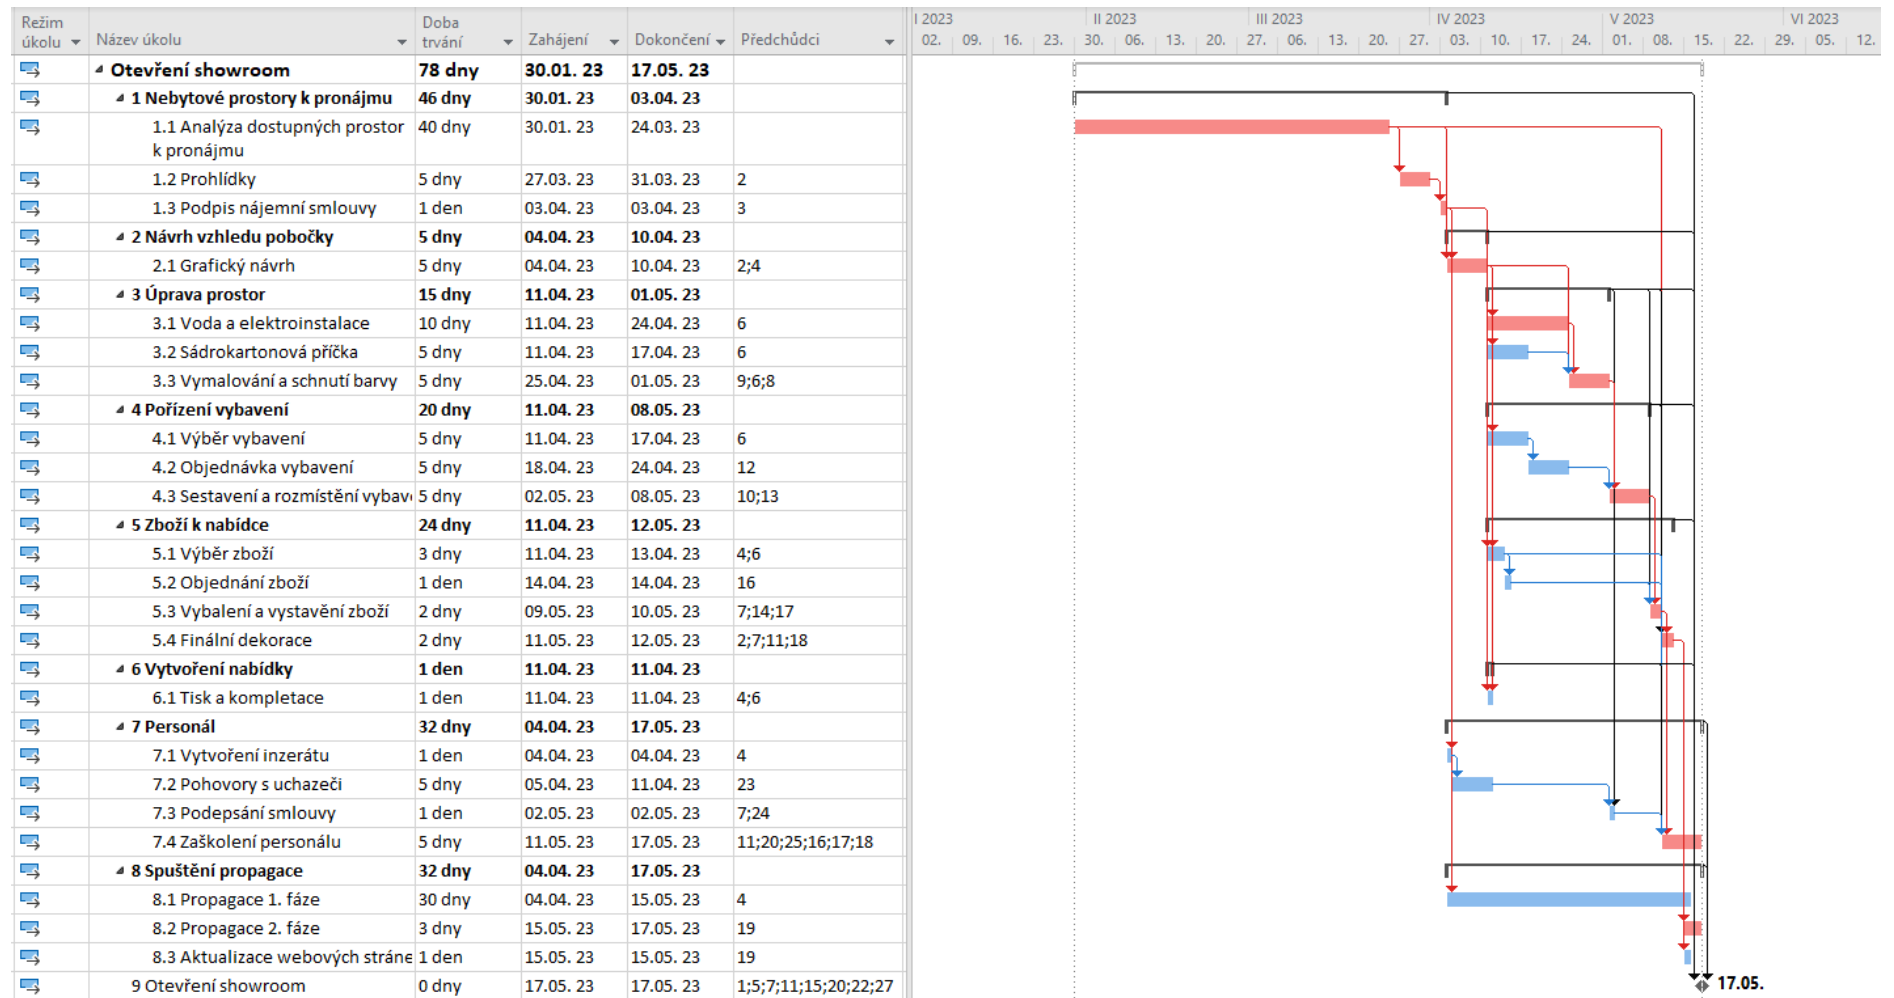 Režim úkolu Název úkolu Doba trvání Zahájení Dokončení Předchůdci
I 2023 II 2023 III 2023 IV 2023 V 2023 VI 2023
02. 09. 16. 23. 30. 06. 13. 20. 27. 06. 13. 20. 27. 03. 10. 17. 24. 01. 08. 15. 22. 29. 05. 12.
Otevření showroom 78 dny 30.01. 23 17.05. 23
1 Nebytové prostory k pronájmu 46 dny 30.01. 23 03.04. 23
1.1 Analýza dostupných prostor 40 dny 30.01. 23 24.03. 23
k pronájmu
1.2 Prohlídky 5 dny 27.03. 23 31.03. 23 2
1.3 Podpis nájemní smlouvy 1 den 03.04. 23 03.04. 23 3
2 Návrh vzhledu pobočky 5 dny 04.04. 23 10.04. 23
2.1 Grafický návrh 5 dny 04.04. 23 10.04. 23 2;4
3 Úprava prostor 15 dny 11.04. 23 01.05. 23
3.1 Voda a elektroinstalace 10 dny 11.04. 23 24.04. 23 6
3.2 Sádrokartonová příčka 5 dny 11.04. 23 17.04. 23 6
3.3 Vymalování a schnutí barvy 5 dny 25.04. 23 01.05. 23 9;6;8
4 Pořízení vybavení 20 dny 11.04. 23 08.05. 23
4.1 Výběr vybavení 5 dny 11.04. 23 17.04. 23 6
4.2 Objednávka vybavení 5 dny 18.04. 23 24.04. 23 12
4.3 Sestavení a rozmístění vybav 5 dny 02.05. 23 08.05. 23 10;13
5 Zboží k nabídce 24 dny 11.04. 23 12.05. 23
5.1 Výběr zboží 3 dny 11.04. 23 13.04. 23 4;6
5.2 Objednání zboží 1 den 14.04. 23 14.04. 23 16
5.3 Vybalení a vystavění zboží 2 dny 09.05. 23 10.05. 23 7;14;17
5.4 Finální dekorace 2 dny 11.05. 23 12.05. 23 2;7;11;18
6 Vytvoření nabídky 1 den 11.04. 23 11.04. 23
6.1 Tisk a kompletace 1 den 11.04. 23 11.04. 23 4;6
7 Personál 32 dny 04.04. 23 17.05. 23
7.1 Vytvoření inzerátu 1 den 04.04. 23 04.04. 23 4
7.2 Pohovory s uchazeči 5 dny 05.04. 23 11.04. 23 23
7.3 Podepsání smlouvy 1 den 02.05. 23 02.05. 23 7;24
7.4 Zaškolení personálu 5 dny 11.05. 23 17.05. 23 11;20;25;16;17;18
8 Spuštění propagace 32 dny 04.04. 23 17.05. 23
8.1 Propagace 1. fáze 30 dny 04.04. 23 15.05. 23 4
8.2 Propagace 2. fáze 3 dny 15.05. 23 17.05. 23 19
8.3 Aktualizace webových stráne 1 den 15.05. 23 15.05. 23 19
9 Otevření showroom 0 dny 17.05. 23 17.05. 23 1;5;7;11;15;20;22;27 17.05.